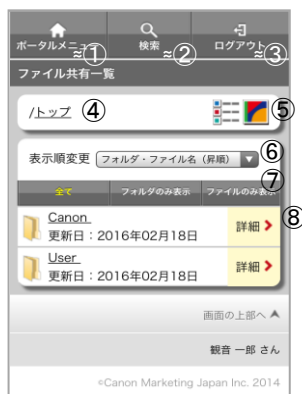 ポータルメニュー ≈① 検索 ≈② ログアウト ≈③
ファイル共有一覧
/トップ ④ ⑤
表示順変更 フォルダ・ファイル名（昇順） ▼ ⑥
⑦
全て フォルダのみ表示 ファイルのみ表示
Canon ⑧
更新日：2016年02月18日 詳細
User
更新日：2016年02月18日 詳細
画面の上部へ
観音 一郎 さん
©Canon Marketing Japan Inc. 2014